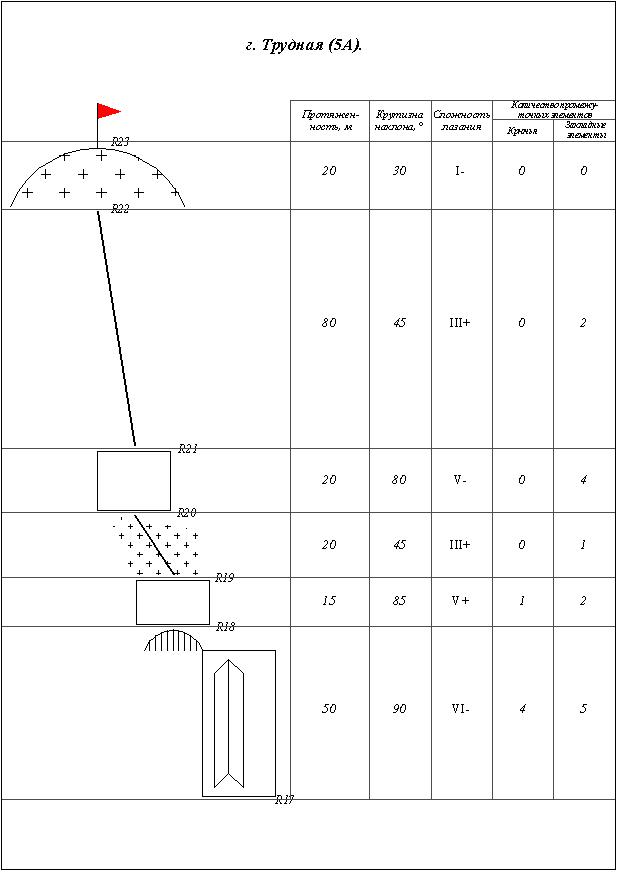 г. Трудная (5А).
Протяжен-
ность, м
Крутизна
наклона, °
Сложность
лазания
Количество промежу-
точных элементов
Крючья
Закладные
элементы
R23
20 30 I- 0 0
R22
80 45 III+ 0 2
R21
20 80 V- 0 4
R20
20 45 III+ 0 1
R19
15 85 V+ 1 2
R18
50 90 VI- 4 5
R17